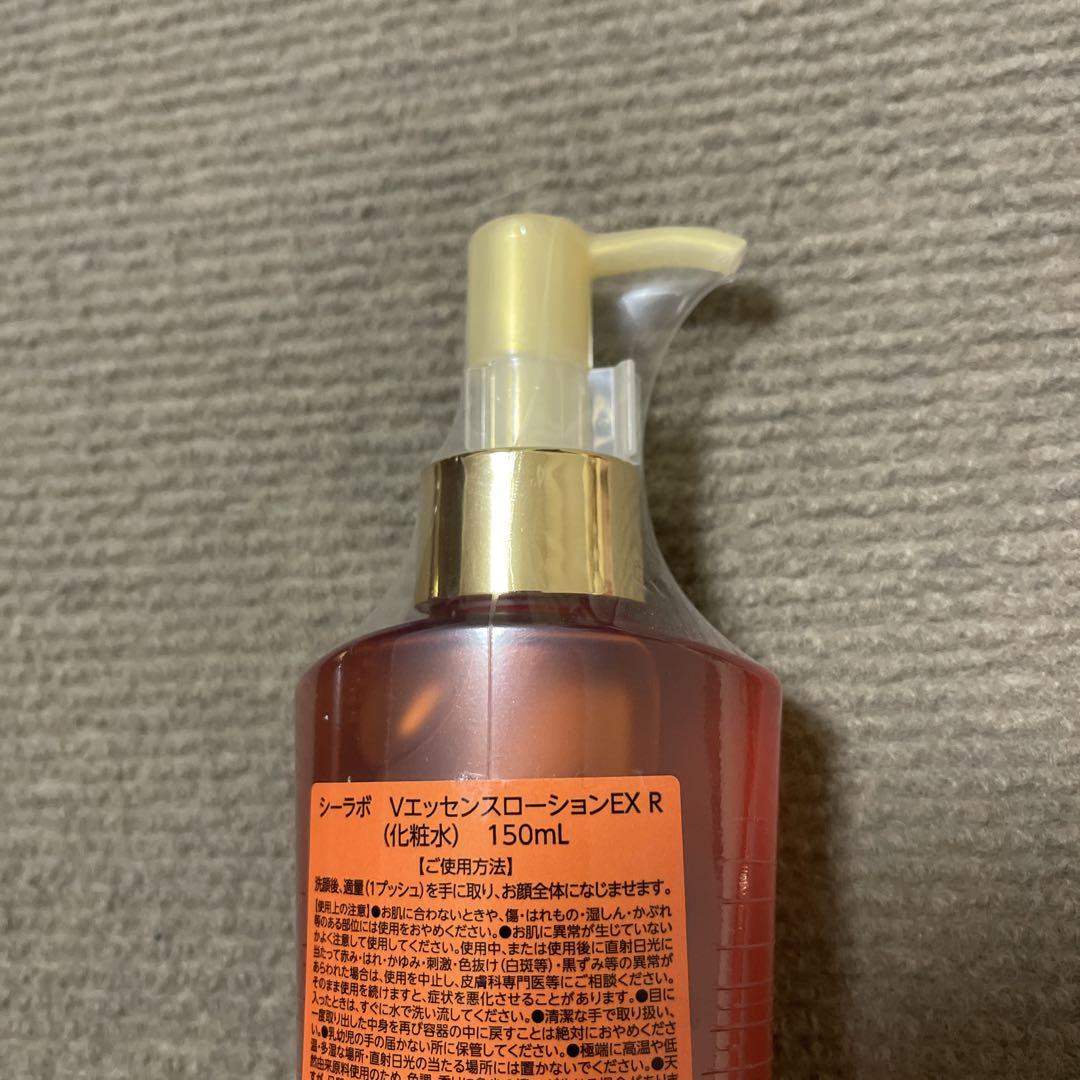 シーラボ　VエッセンスローションEX R
(化粧水)　150mL
【ご使用方法】
洗顔後、適量(1プッシュ)を手に取り、お顔全体になじませます。
【使用上の注意】●お肌に合わないときや、傷・はれもの・湿しん・かぶれ
等のある部位には使用をおやめください。●お肌に異常が生じていない
かよく注意して使用してください。使用中、または使用後に直射日光に
当たって赤み・はれ・かゆみ・刺激・色抜け(白斑等)・黒ずみ等の異常が
あらわれた場合は、使用を中止し、皮膚科専門医等にご相談ください。
そのまま使用を続けますと、症状を悪化させることがあります。●目に
入ったときは、すぐに水で洗い流してください。●清潔な手で取り扱い、
一度取り出した中身を再び容器の中に戻すことは絶対におやめくださ
い。●乳幼児の手の届かない所に保管してください。●極端に高温や低
温・多湿な場所・直射日光の当たる場所には置かないでください。●天
然由来原料使用のため、色調・香りに